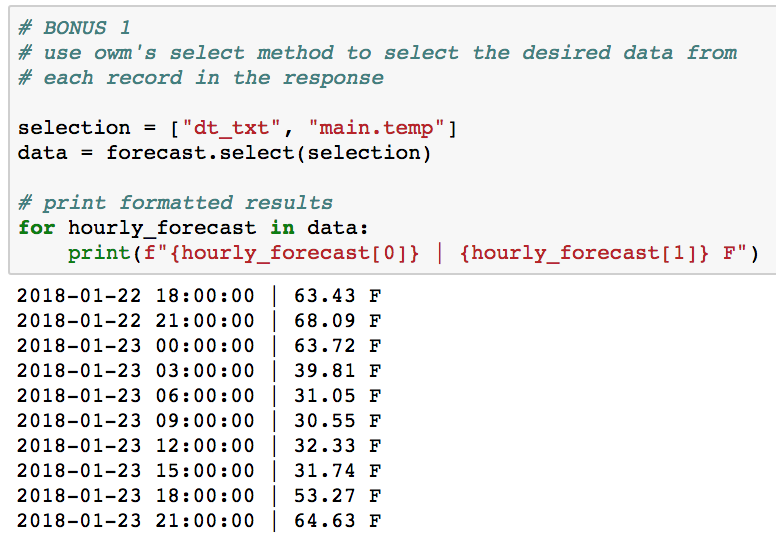 # BONUS 1
# use owm's select method to select the desired data from
# each record in the response
selection = ["dt_txt", "main.temp"]
data = forecast.select(selection)
# print formatted results
for hourly_forecast in data:
    print(f"{hourly_forecast[0]} | {hourly_forecast[1]} F")
2018-01-22 18:00:00 | 63.43 F
2018-01-22 21:00:00 | 68.09 F
2018-01-23 00:00:00 | 63.72 F
2018-01-23 03:00:00 | 39.81 F
2018-01-23 06:00:00 | 31.05 F
2018-01-23 09:00:00 | 30.55 F
2018-01-23 12:00:00 | 32.33 F
2018-01-23 15:00:00 | 31.74 F
2018-01-23 18:00:00 | 53.27 F
2018-01-23 21:00:00 | 64.63 F